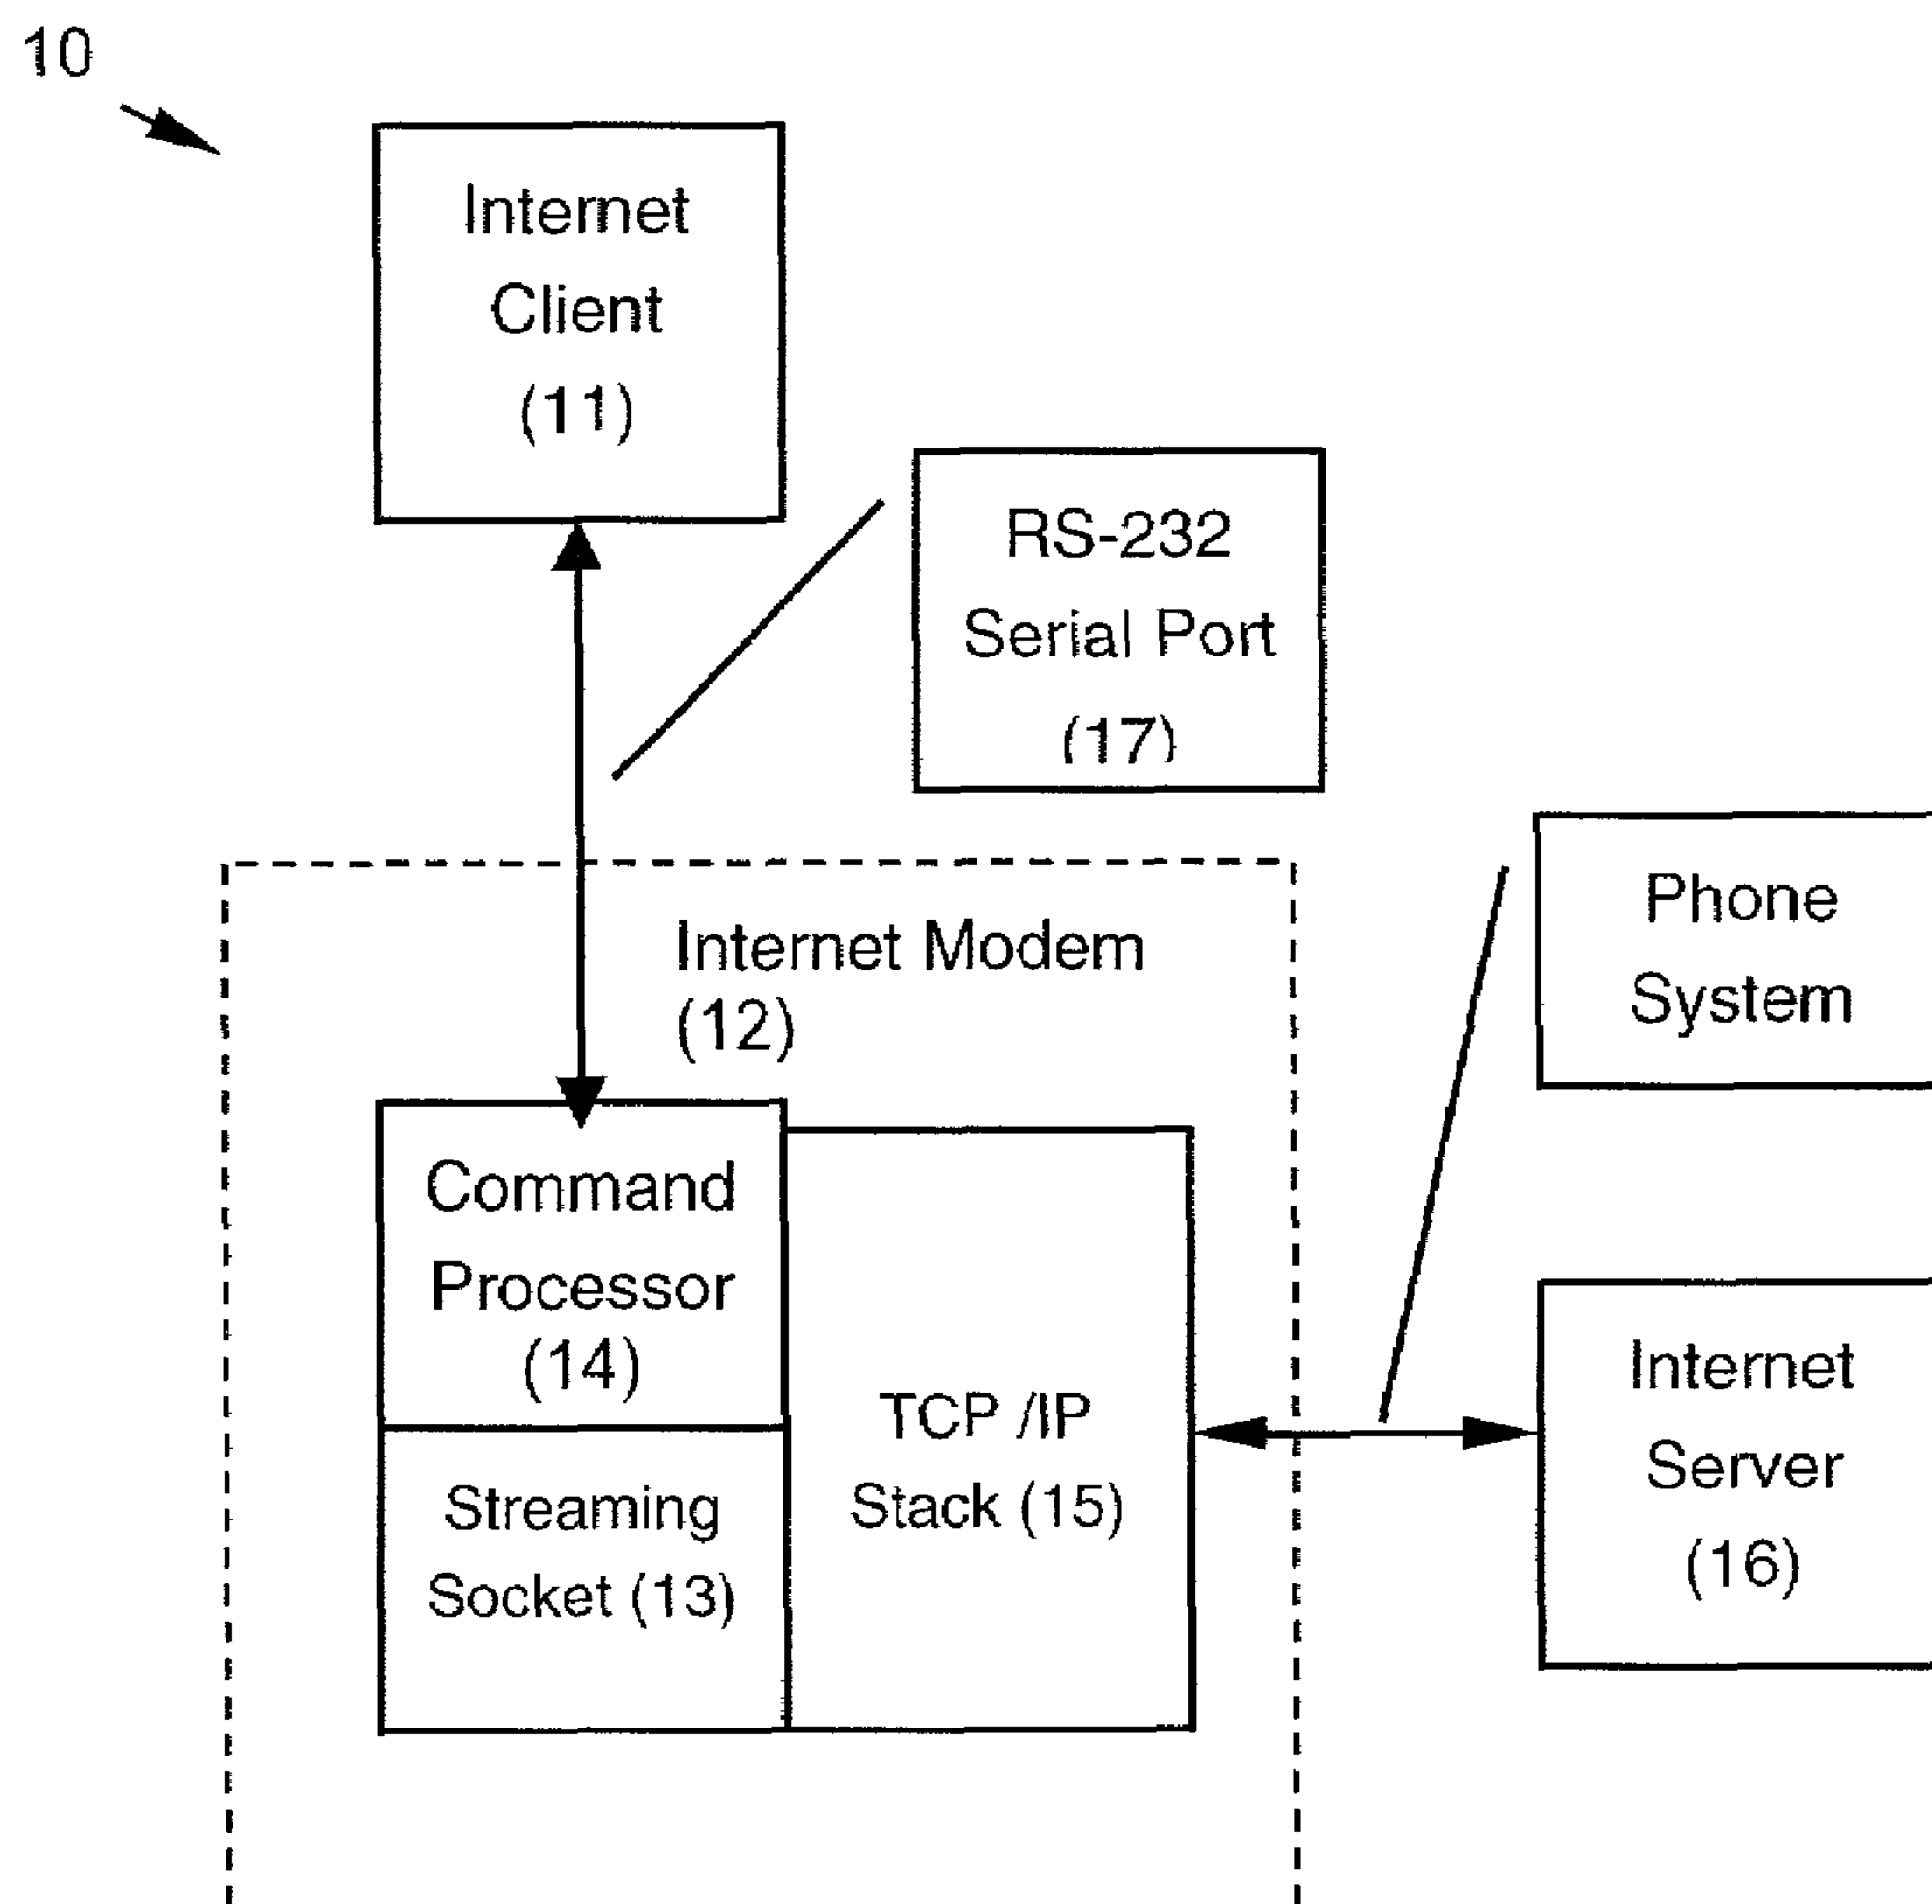 10
Internet
Client
(11)
RS-232
Serial Port
(17)
Phone
System
Internet Modem
(12)
Command
Processor
(14)
TCP /IP
Stack (15)
Streaming
Socket (13)
Internet
Server
(16)